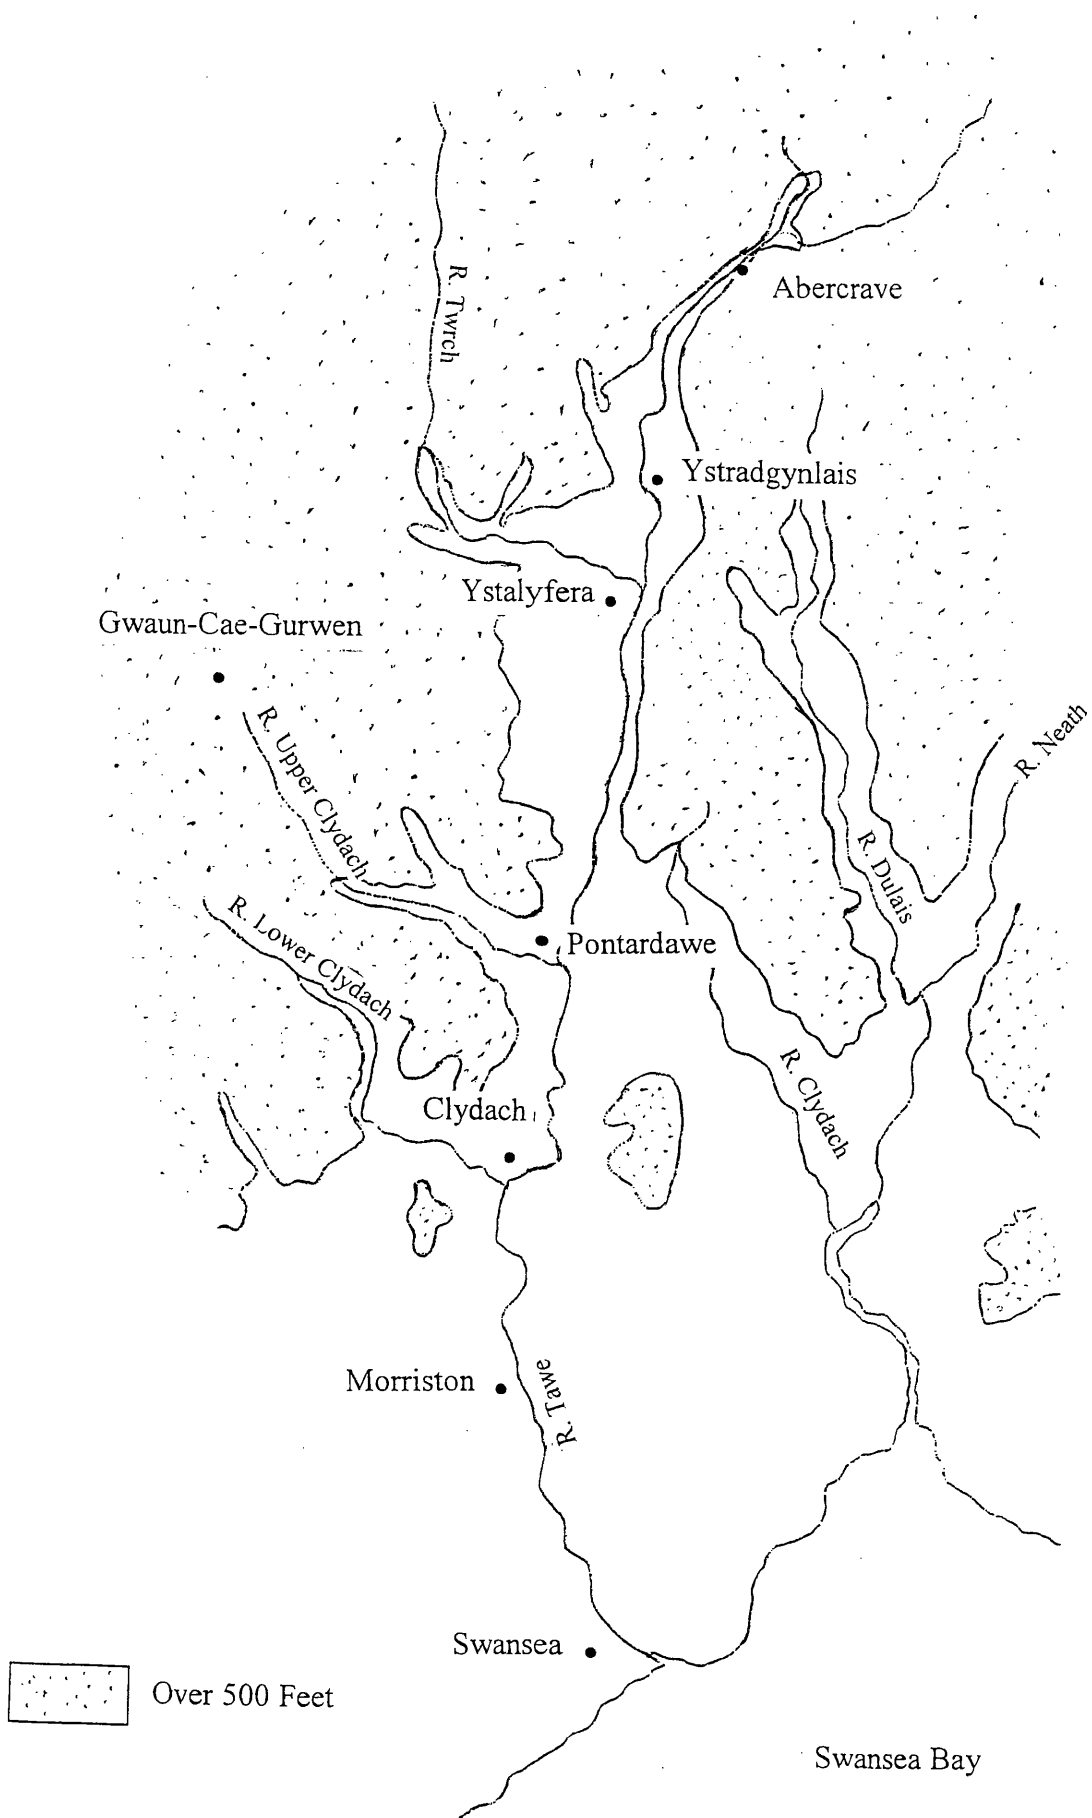 R. Twrch
Abercrave
Ystradgynlais
Ystalyfera
Gwaun-Cae-Gurwen
R. Neath
R. Upper Clydach
R. Dulais
R. Lower Clydach
Pontardawe
R. Clydach
Clydach
Morriston
R. Tawe
Swansea
Over 500 Feet
Swansea Bay